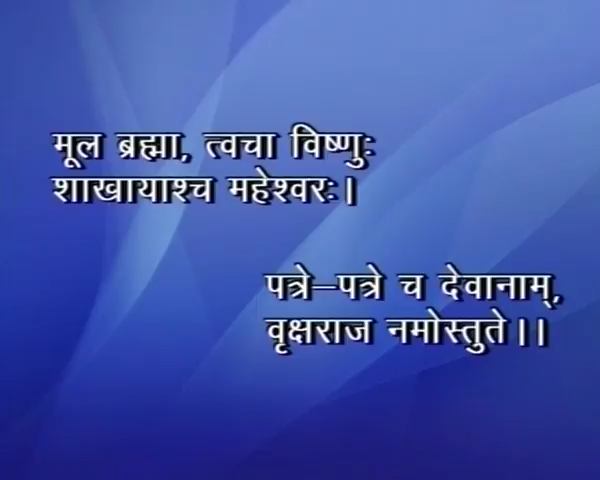 मूल ब्रह्मा, त्वचा विष्णुः
शाखायाश्च महेश्वरः।
पत्रे–पत्रे च देवानाम्,
वृक्षराज नमोस्तुते।।